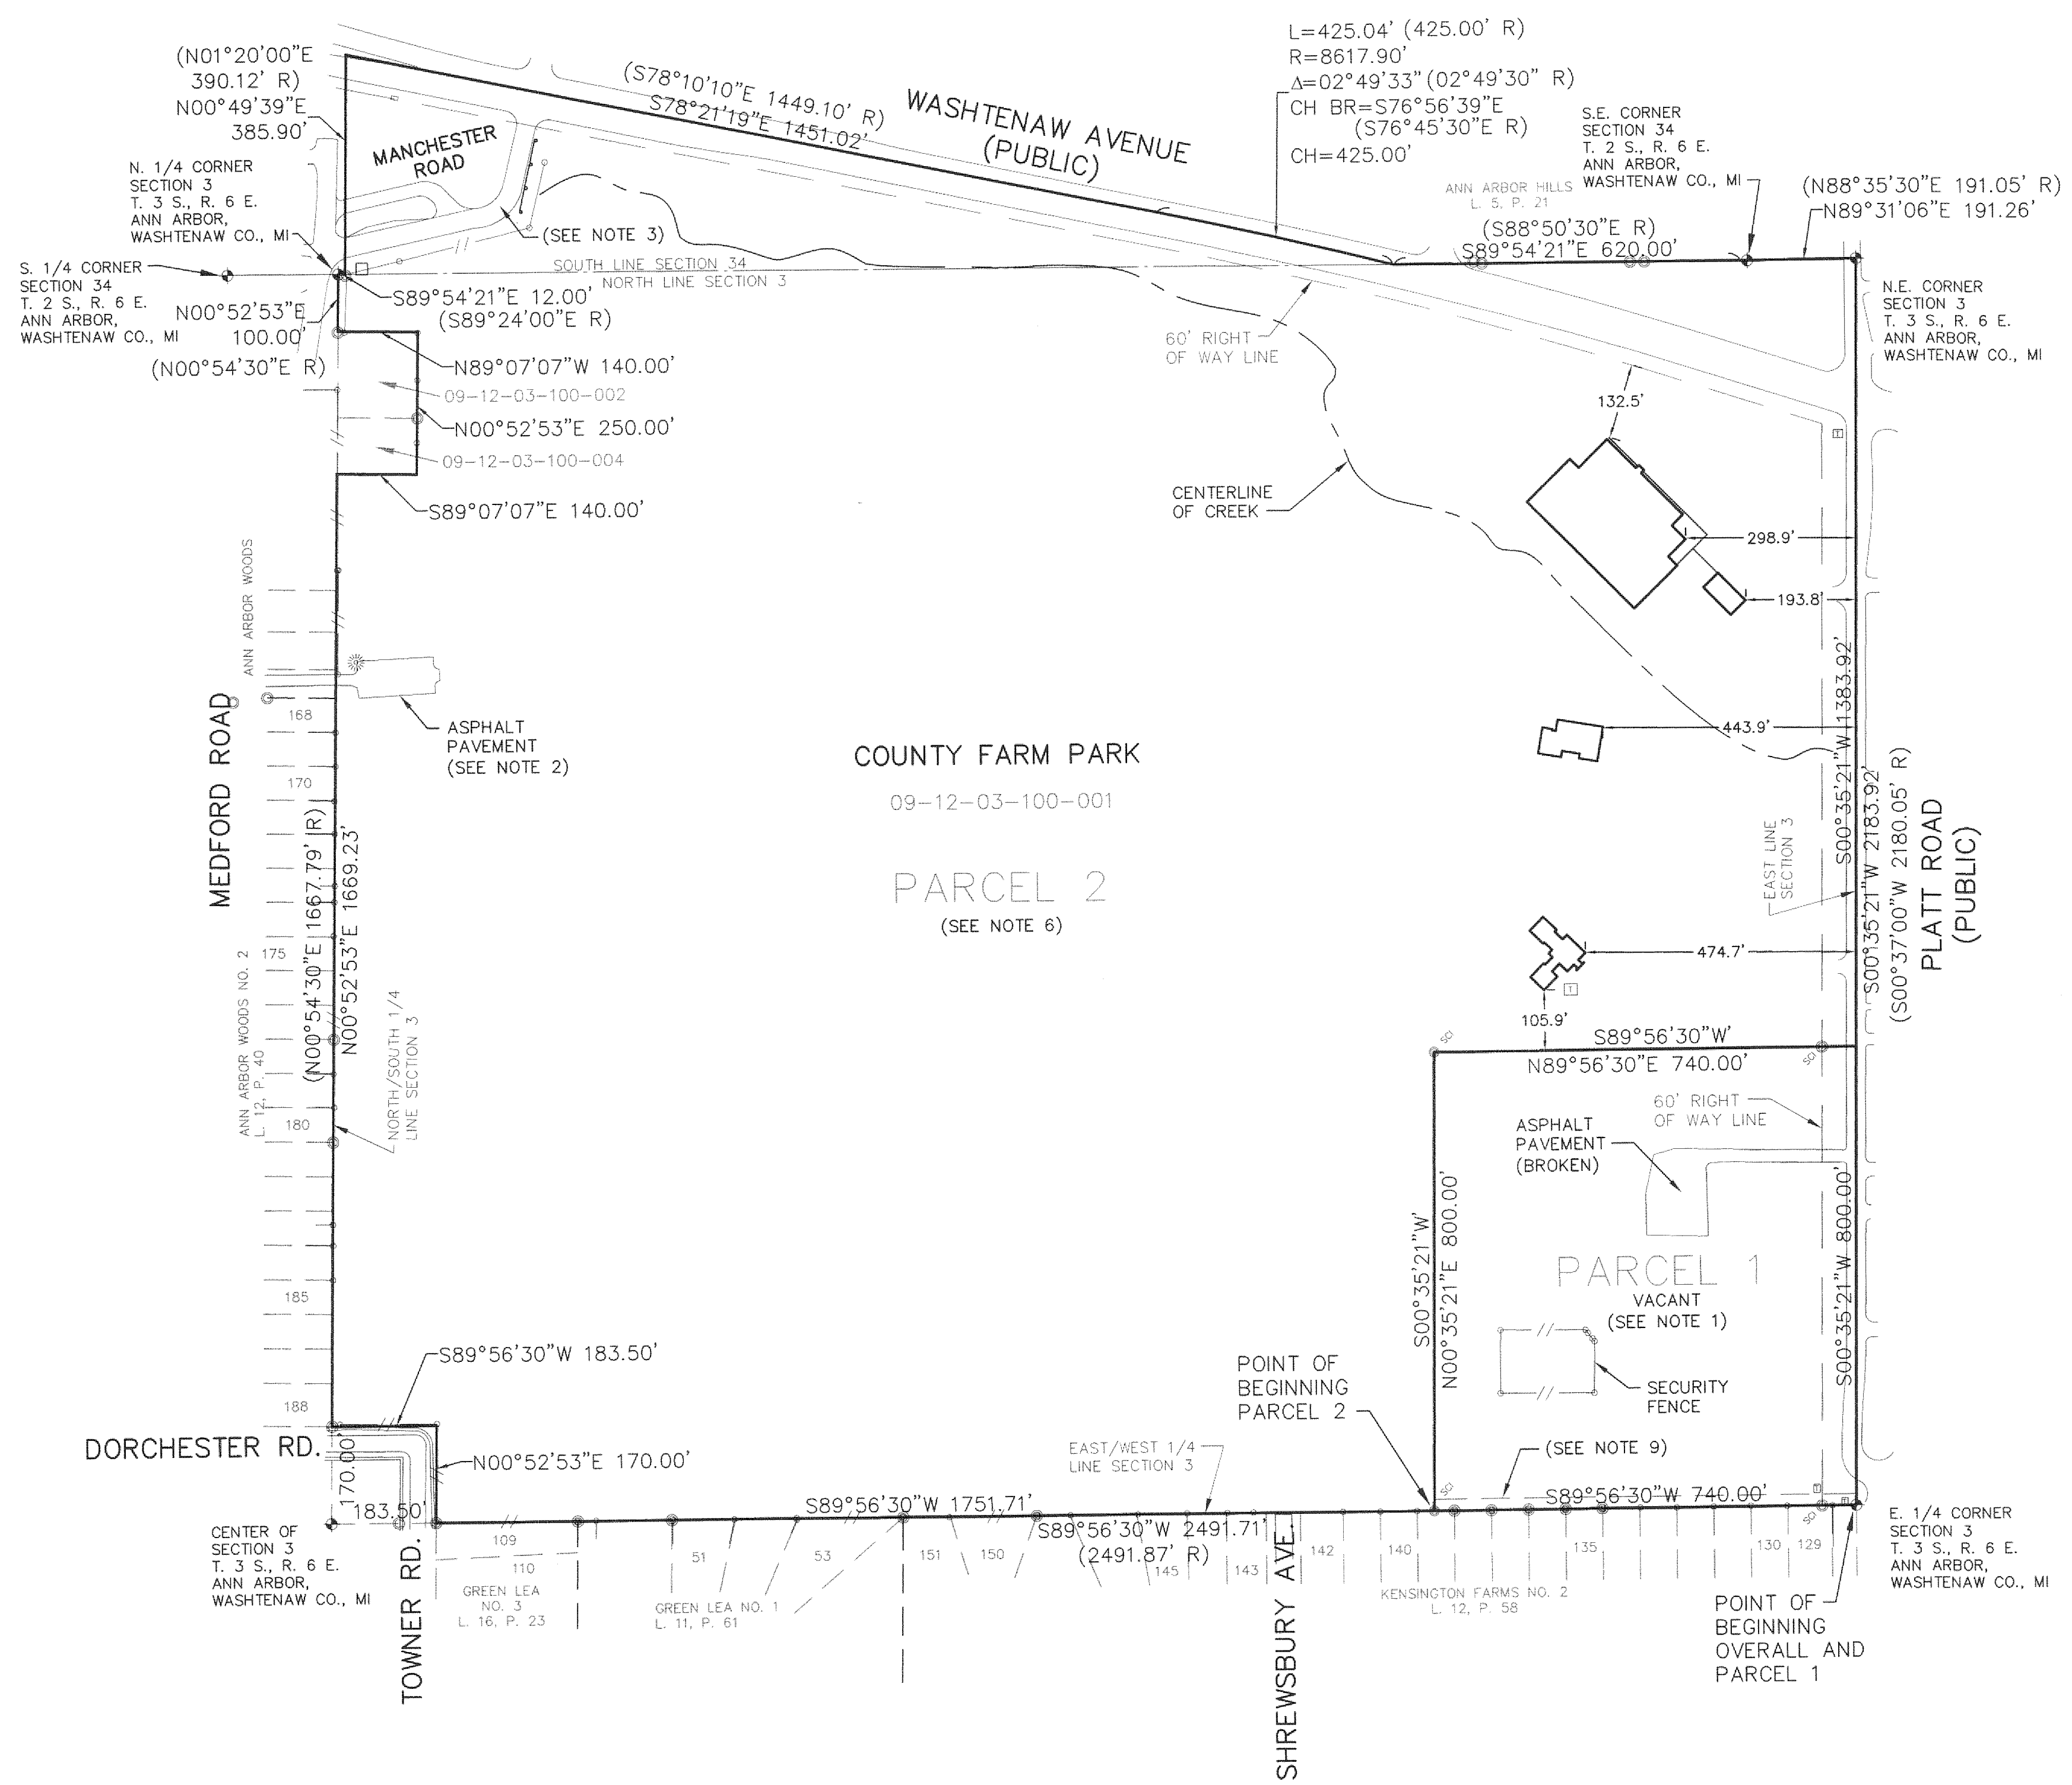 (N01°20'00"E
390.12' R)
N00°49'39"E
385.90'
N. 1/4 CORNER
SECTION 3
T. 3 S., R. 6 E.
ANN ARBOR,
WASHTENAW CO., MI
S. 1/4 CORNER
SECTION 34
T. 2 S., R. 6 E.
ANN ARBOR,
WASHTENAW CO., MI
N00°52'53"E
100.00'
(N00°54'30"E R)
MANCHESTER
ROAD
(SEE NOTE 3)
(S78°10'10"E 1449.10' R)
S78°21'19"E 1451.02'
WASHTENAW AVENUE
(PUBLIC)
L=425.04' (425.00' R)
R=8617.90'
Δ=02°49'33" (02°49'30" R)
CH BR=S76°56'39"E
(S76°45'30"E R)
CH=425.00'
S.E. CORNER
SECTION 34
T. 2 S., R. 6 E.
ANN ARBOR,
WASHTENAW CO., MI
ANN ARBOR HILLS
L. 5, P. 21
(S88°50'30"E R)
S89°54'21"E 620.00'
(N88°35'30"E 191.05' R)
N89°31'06"E 191.26'
N.E. CORNER
SECTION 3
T. 3 S., R. 6 E.
ANN ARBOR,
WASHTENAW CO., MI
SOUTH LINE SECTION 34
NORTH LINE SECTION 3
S89°54'21"E 12.00'
(S89°24'00"E R)
N89°07'07"W 140.00'
09-12-03-100-002
N00°52'53"E 250.00'
09-12-03-100-004
S89°07'07"E 140.00'
60' RIGHT
OF WAY LINE
132.5'
T
CENTERLINE
OF CREEK
298.9'
193.8'
ANN ARBOR WOODS
MEDFORD ROAD
168
170
175
180
185
188
ASPHALT
PAVEMENT
(SEE NOTE 2)
COUNTY FARM PARK
09-12-03-100-001
PARCEL 2
(SEE NOTE 6)
443.9'
474.7'
T
105.9'
S00°35'21"W 1383.92'
S00°35'21"W 2183.92'
(S00°37'00"W 2180.05' R)
EAST LINE
SECTION 3
PLATT ROAD
(PUBLIC)
(N00°54'30"E 1667.79' R)
N00°52'53"E 1669.23'
ANN ARBOR WOODS NO. 2
L. 12, P. 40
NORTH/SOUTH 1/4
LINE SECTION 3
S89°56'30"W'
N89°56'30"E 740.00'
60' RIGHT
OF WAY LINE
ASPHALT
PAVEMENT
(BROKEN)
S00°35'21"W'
N00°35'21"E 800.00'
S00°35'21"W 800.00'
PARCEL 1
VACANT
(SEE NOTE 1)
SECURITY
FENCE
POINT OF
BEGINNING
PARCEL 2
(SEE NOTE 9)
S89°56'30"W 740.00'
T
T
S89°56'30"W 183.50'
DORCHESTER RD.
170.00'
N00°52'53"E 170.00'
183.50'
CENTER OF
SECTION 3
T. 3 S., R. 6 E.
ANN ARBOR,
WASHTENAW CO., MI
TOWNER RD.
S89°56'30"W 1751.71'
EAST/WEST 1/4
LINE SECTION 3
S89°56'30"W 2491.71'
(2491.87' R)
109
110
51
53
151
150
145
143
142
140
135
130
129
GREEN LEA
NO. 3
L. 16, P. 23
GREEN LEA NO. 1
L. 11, P. 61
SHREWSBURY AVE.
KENSINGTON FARMS NO. 2
L. 12, P. 58
E. 1/4 CORNER
SECTION 3
T. 3 S., R. 6 E.
ANN ARBOR,
WASHTENAW CO., MI
POINT OF
BEGINNING
OVERALL AND
PARCEL 1